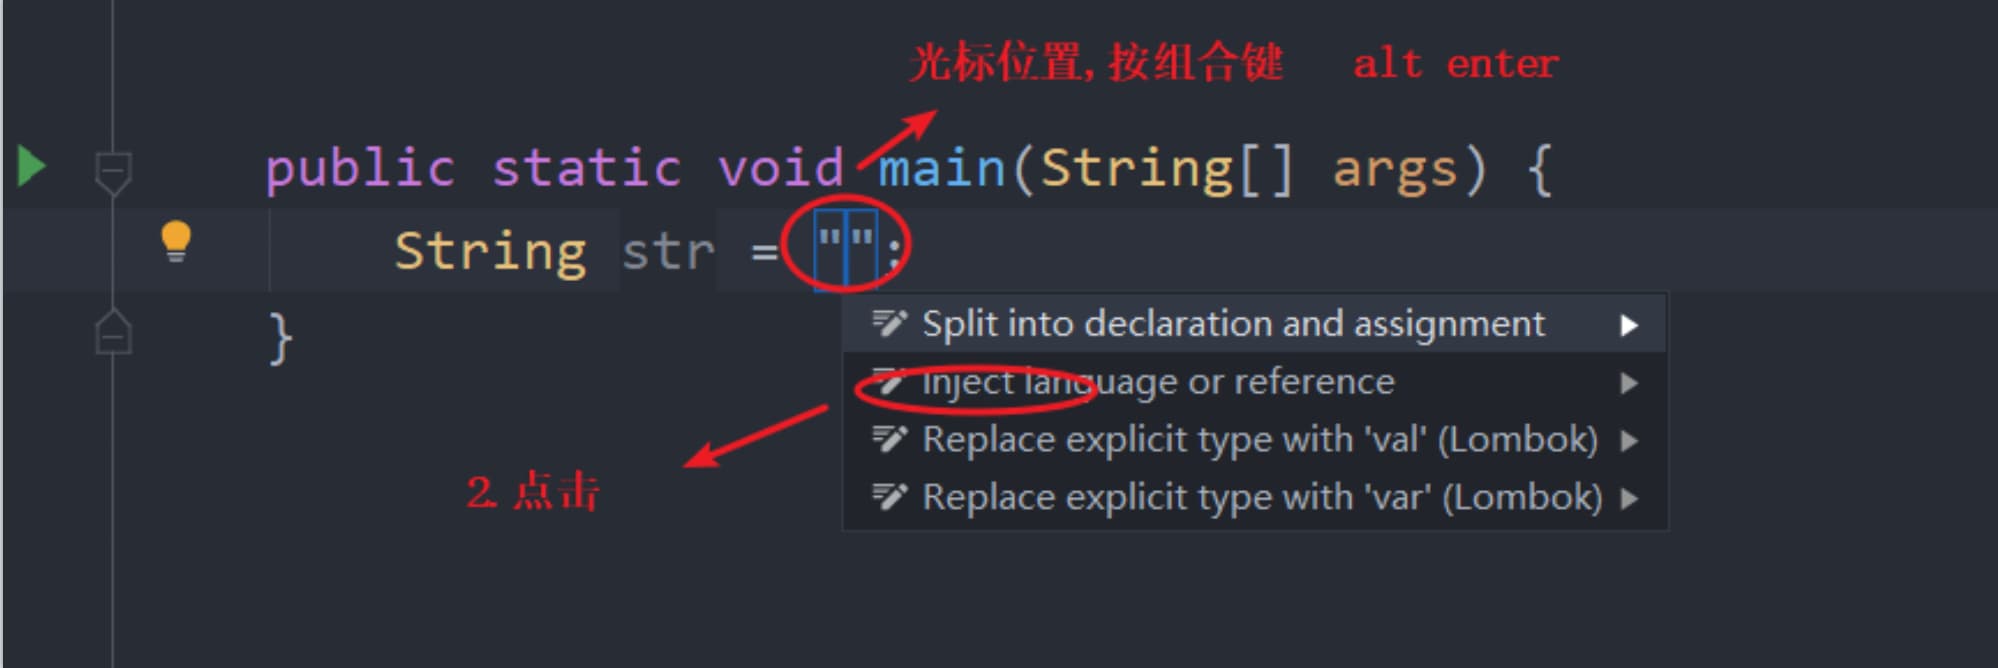 光标位置,按组合键 alt enter
public static void main(String[] args) {
String str = "";
}
Split into declaration and assignment
Inject language or reference
Replace explicit type with 'val' (Lombok)
Replace explicit type with 'var' (Lombok)
2.点击